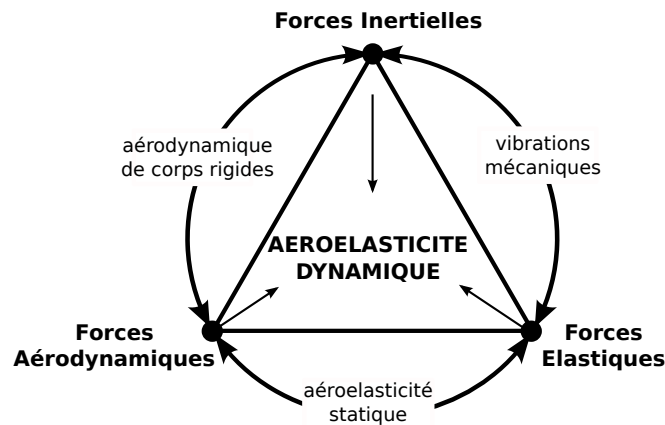 Forces Inertielles
aérodynamique
de corps rigides
vibrations
mécaniques
AEROELASTICITE
DYNAMIQUE
Forces
Aérodynamiques
Forces
Elastiques
aéroelasticité
statique